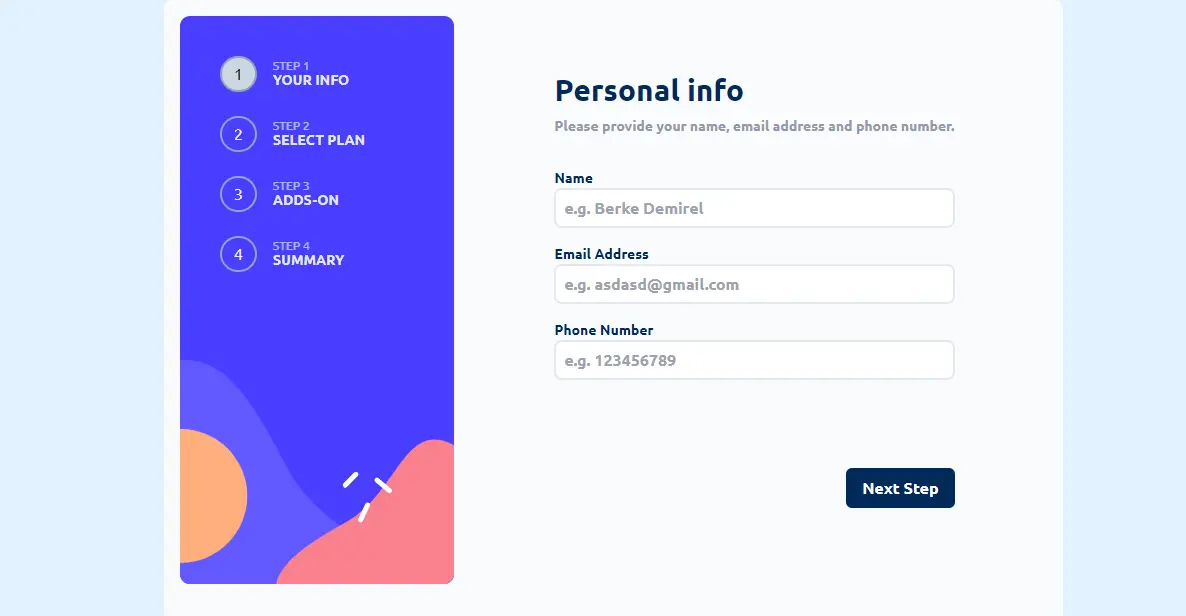 1
STEP 1
YOUR INFO
2
STEP 2
SELECT PLAN
3
STEP 3
ADDS-ON
4
STEP 4
SUMMARY
Personal info
Please provide your name, email address and phone number.
Name
e.g. Berke Demirel
Email Address
e.g. asdasd@gmail.com
Phone Number
e.g. 123456789
Next Step